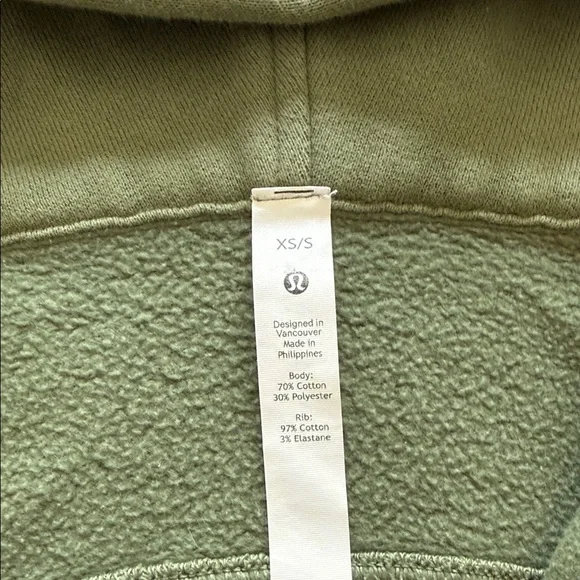 XS/S
Designed in
Vancouver
Made in
Philippines
Body:
70% Cotton
30% Polyester
Rib:
97% Cotton
3% Elastane